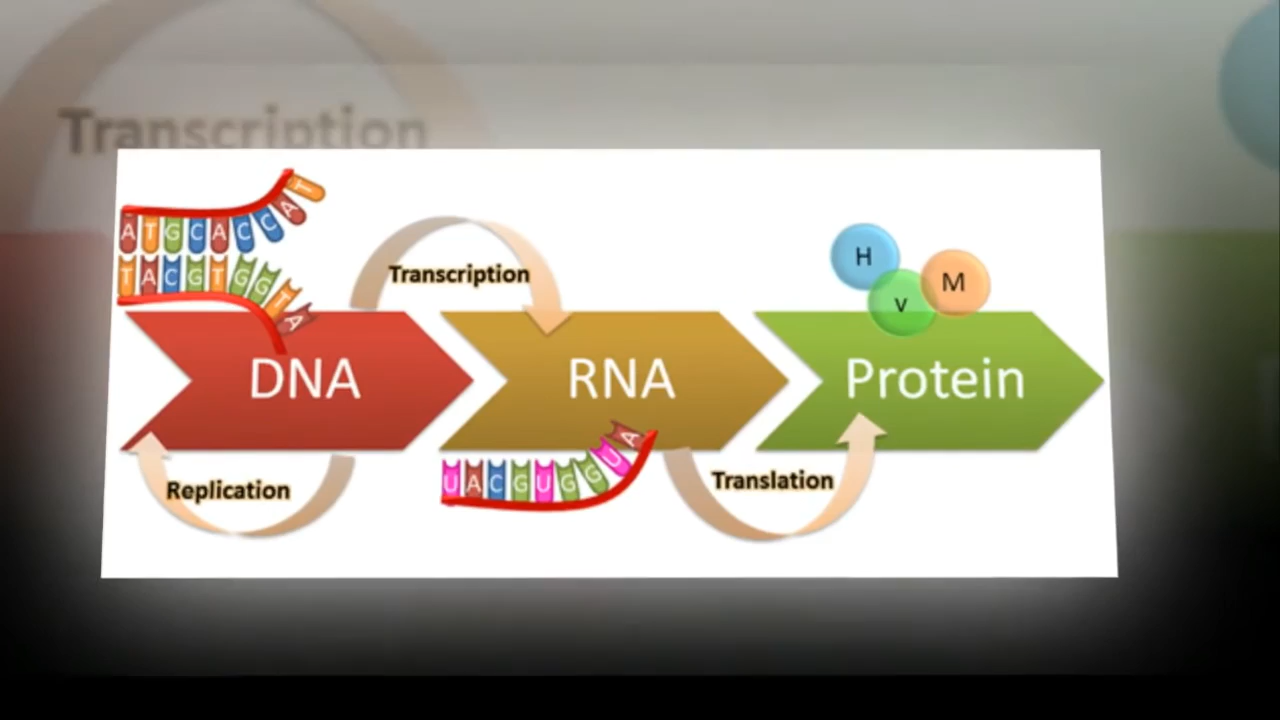 Transcription
ATGCACCAT
TACGTGGTA
Transcription
H
V
M
DNA
RNA
Protein
Replication
UACGUGGUA
Translation